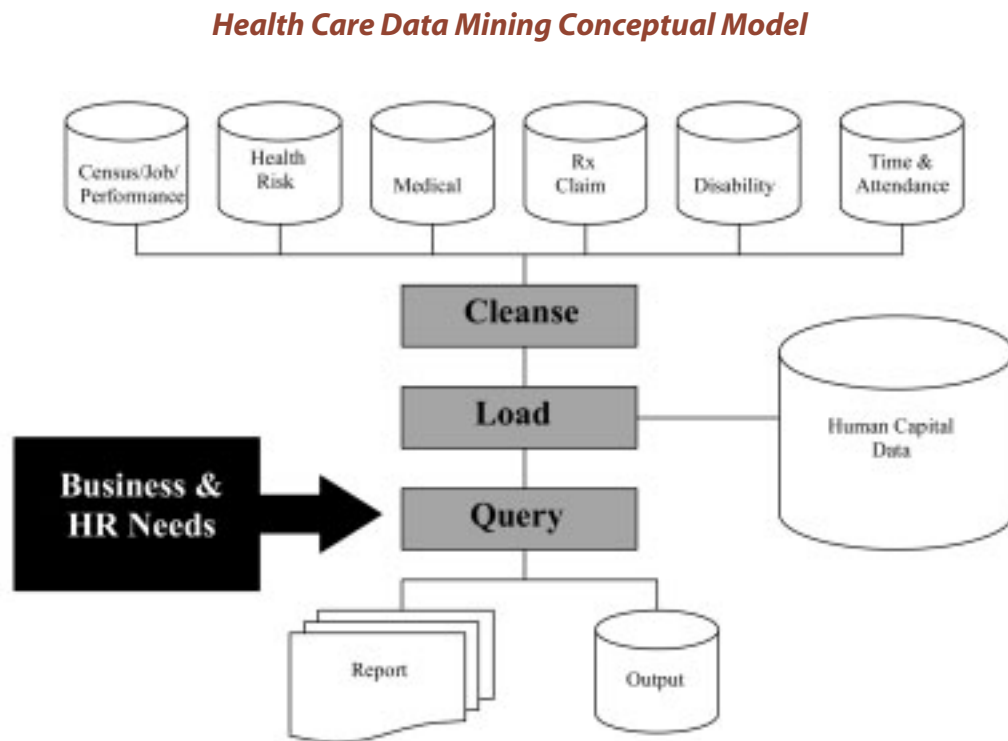 Health Care Data Mining Conceptual Model
Census/Job/
Performance
Health
Risk
Medical
Rx
Claim
Disability
Time &
Attendance
Cleanse
Load
Human Capital
Data
Business &
HR Needs
Query
Report
Output